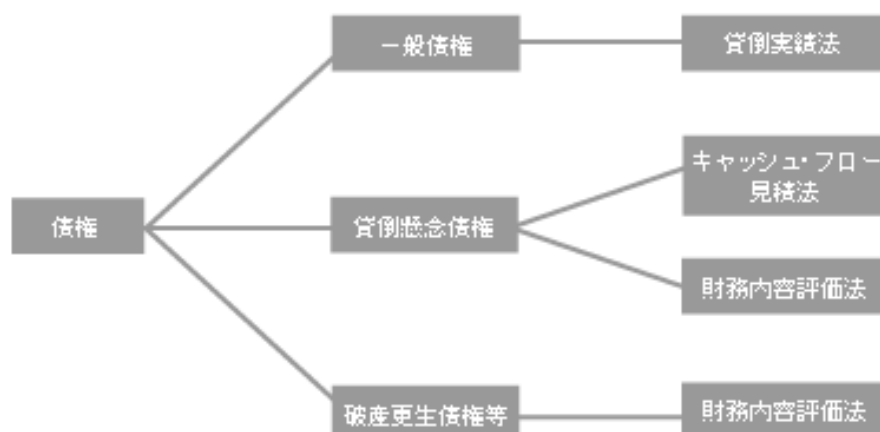 一般債権
貸倒実績法
キャッシュ・フロー
見積法
債権
貸倒懸念債権
財務内容評価法
破産更生債権等
財務内容評価法